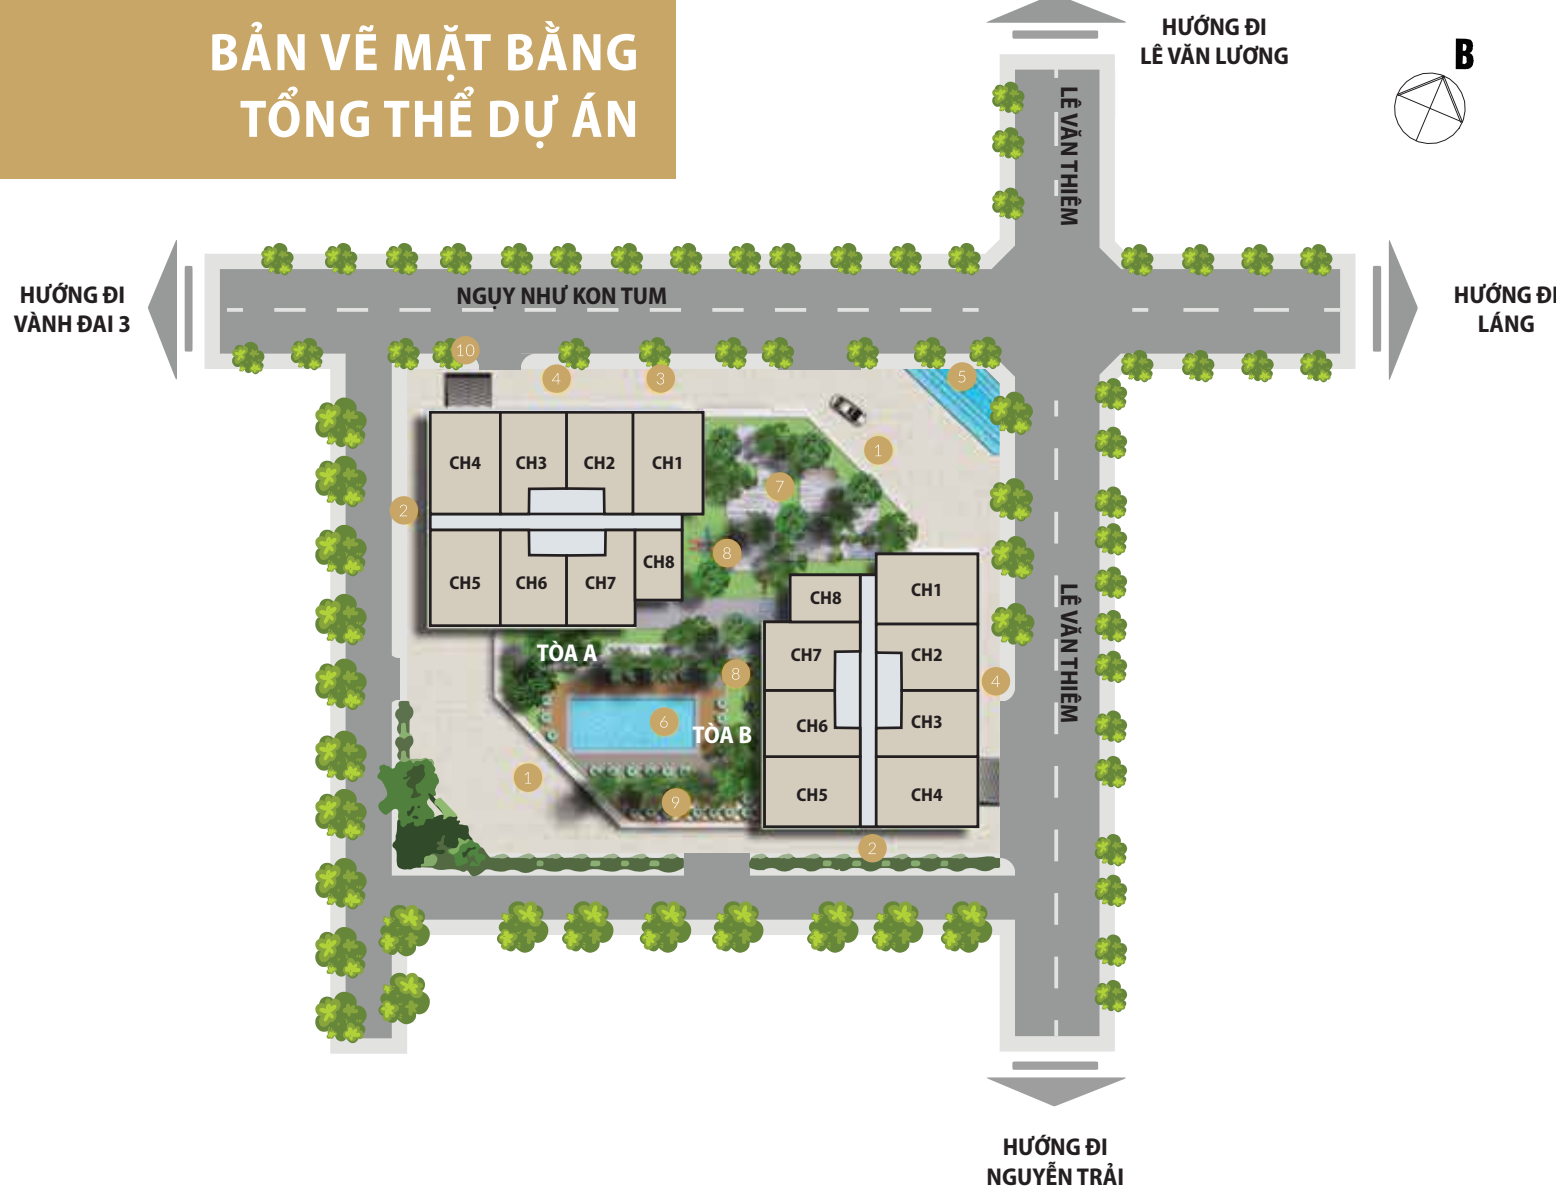 BẢN VẼ MẶT BẰNG
TỔNG THỂ DỰ ÁN
HƯỚNG ĐI
LÊ VĂN LƯƠNG
B
LÊ VĂN THIÊM
HƯỚNG ĐI
VÀNH ĐAI 3
NGỤY NHƯ KON TUM
HƯỚNG ĐI
LÁNG
10
4
3
5
1
CH4
CH3
CH2
CH1
7
2
8
CH5
CH6
CH7
CH8
CH8
CH1
LÊ VĂN THIÊM
TÒA A
CH7
CH2
8
4
6
TÒA B
CH6
CH3
1
9
CH5
CH4
2
HƯỚNG ĐI
NGUYỄN TRÃI